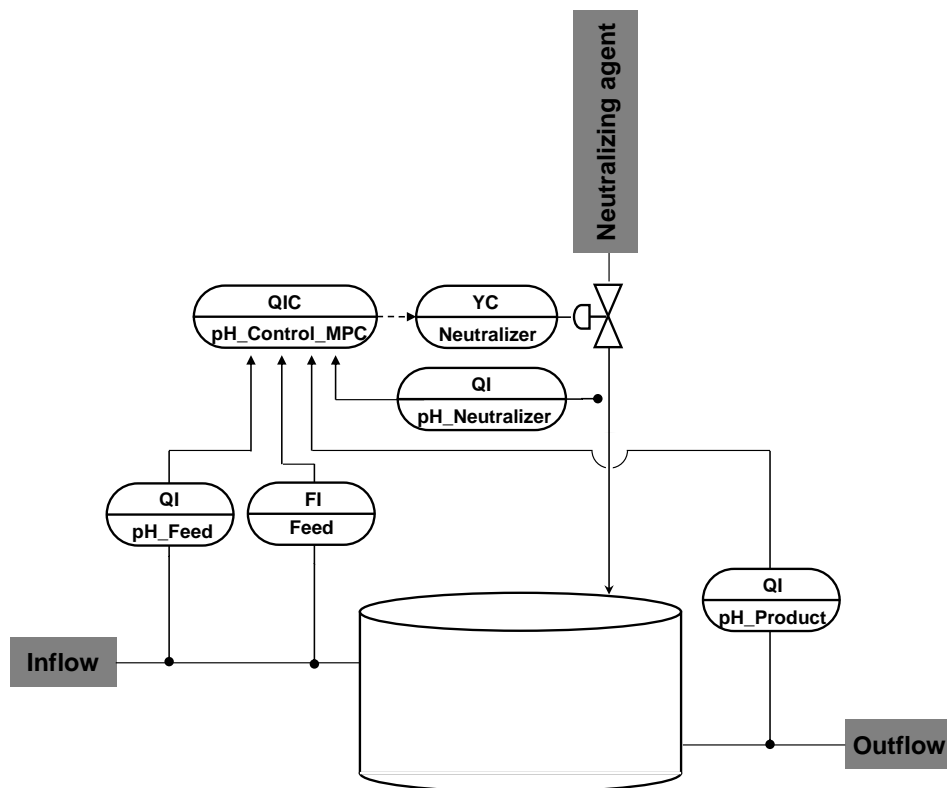 Neutralizing agent
QIC
pH_Control_MPC
YC
Neutralizer
QI
pH_Neutralizer
QI
pH_Feed
FI
Feed
QI
pH_Product
Inflow
Outflow